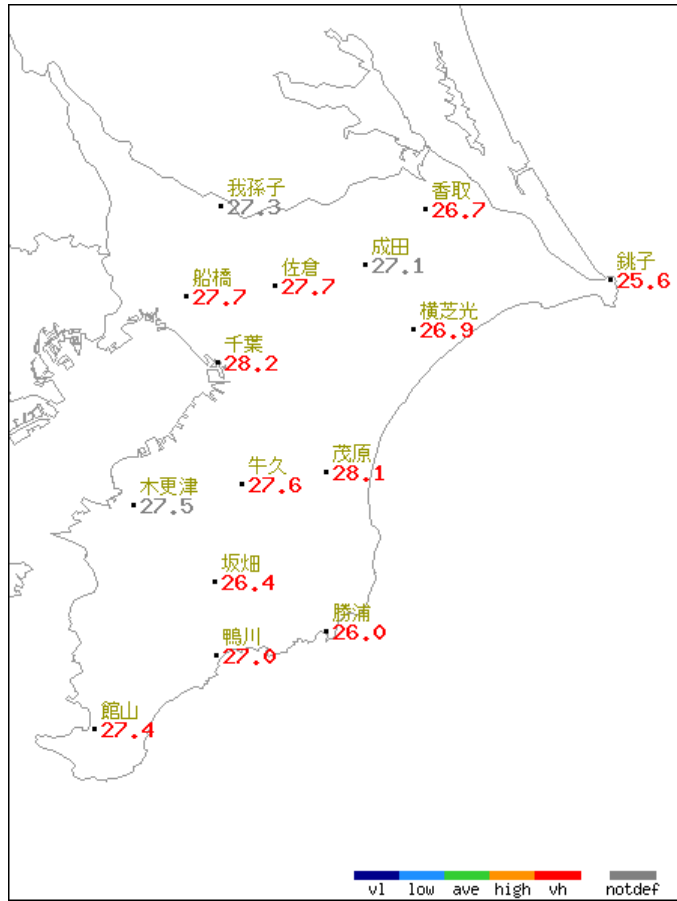 我孫子
27.3
香取
26.7
成田
27.1
佐倉
27.7
船橋
27.7
銚子
25.6
横芝光
26.9
千葉
28.2
茂原
28.1
牛久
27.6
木更津
27.5
坂畑
26.4
勝浦
26.0
鴨川
27.0
館山
27.4
vl low ave high vh notdef